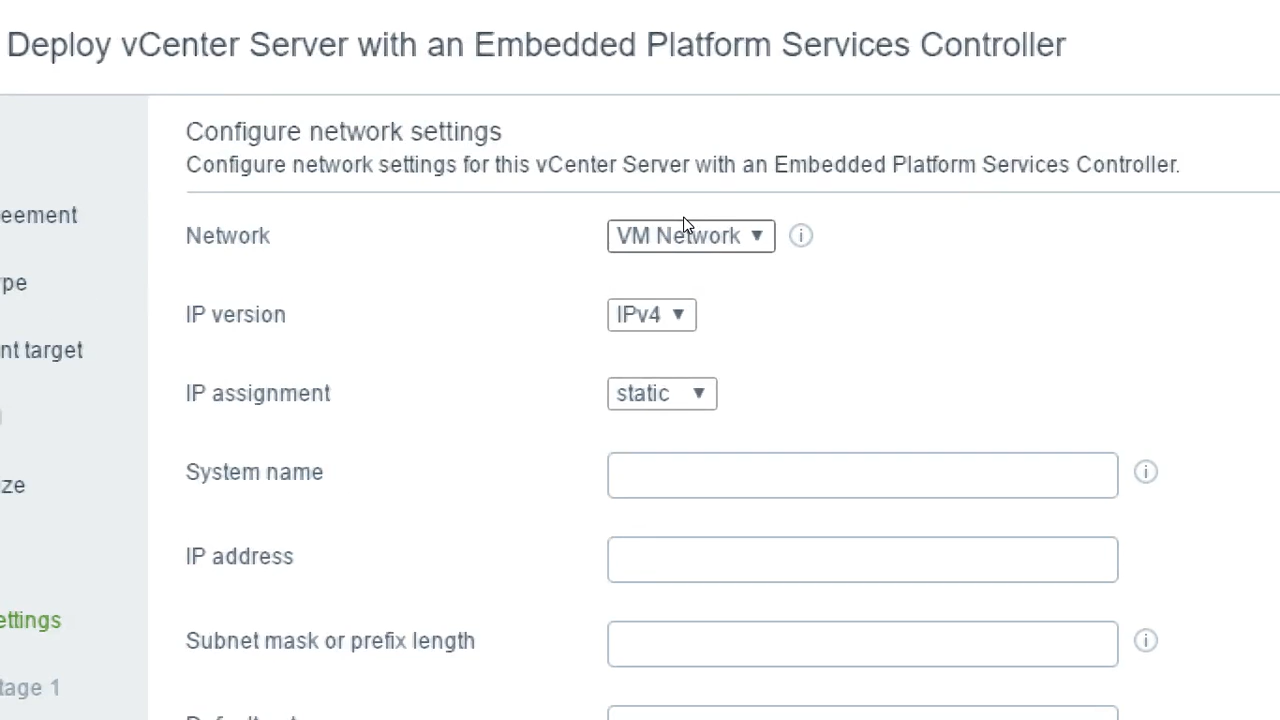 Deploy vCenter Server with an Embedded Platform Services Controller
Configure network settings
Configure network settings for this vCenter Server with an Embedded Platform Services Controller.
eement
Network VM Network
pe
IP version IPv4
nt target
IP assignment static
System name
ze
IP address
ettings
Subnet mask or prefix length
tage 1